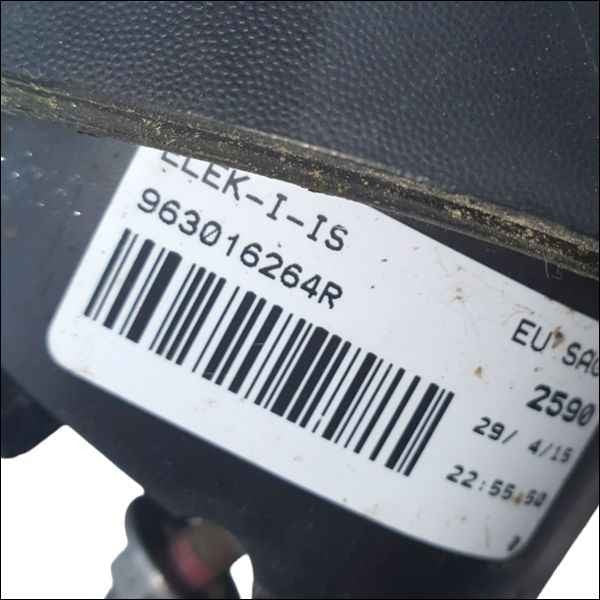 ELEK-I-IS
963016264R
EU SAG
2590
29/ 4/15
22:55:50